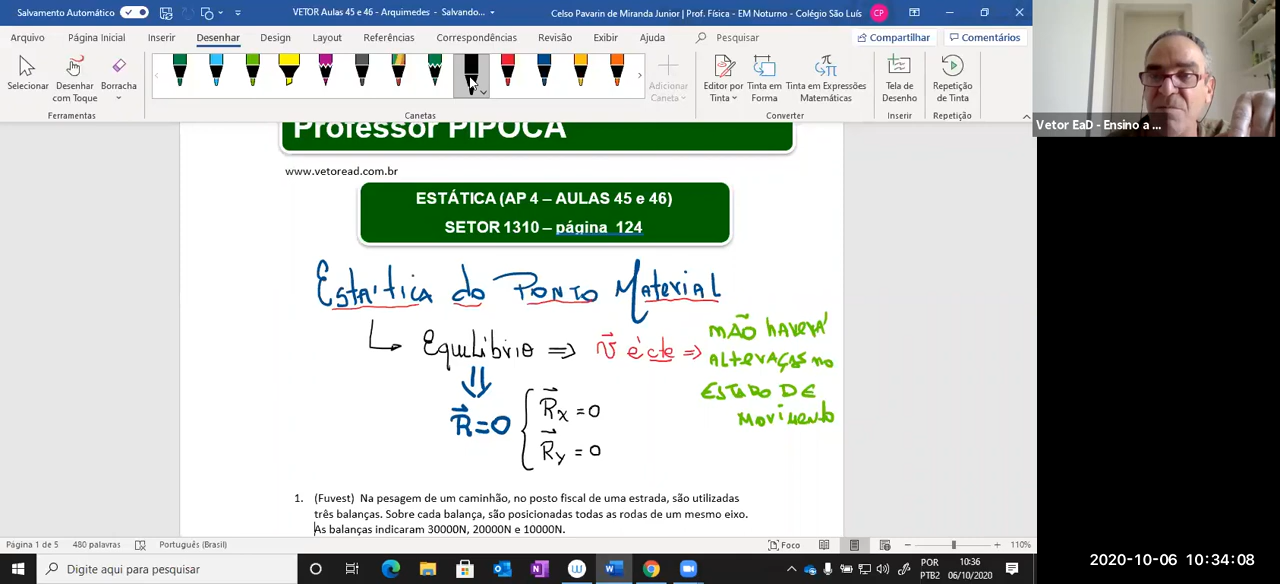 Salvamento Automático
VETOR Aulas 45 e 46 - Arquimedes - Salvando...
Celso Pavarin de Miranda Junior | Prof. Física - EM Noturno - Colégio São Luís
CP
Arquivo Página Inicial Inserir Desenhar Design Layout Referências Correspondências Revisão Exibir Ajuda Pesquisar
Compartilhar Comentários
Selecionar Desenhar com Toque Borracha
Adicionar Caneta
Editor por Tinta
Tinta em Forma
Tinta em Expressões Matemáticas
Tela de Desenho
Repetição de Tinta
Ferramentas Canetas Converter Inserir Repetição
Vetor EaD - Ensino a ...
Professor PIPOCA
www.vetoread.com.br
ESTÁTICA (AP 4 – AULAS 45 e 46)
SETOR 1310 – página 124
Estática do Ponto Material
Equilíbrio ⇒ v⃗ é cte ⇒ NÃO HAVERÁ
ALTERAÇÃO NO
ESTADO DE
MOVIMENTO
R⃗=0
R⃗x = 0
R⃗y = 0
1. (Fuvest) Na pesagem de um caminhão, no posto fiscal de uma estrada, são utilizadas
três balanças. Sobre cada balança, são posicionadas todas as rodas de um mesmo eixo.
As balanças indicaram 30000N, 20000N e 10000N.
Página 1 de 5 480 palavras Português (Brasil) Foco 110%
Digite aqui para pesquisar
POR
PTB2
10:36
06/10/2020
2020-10-06 10:34:08